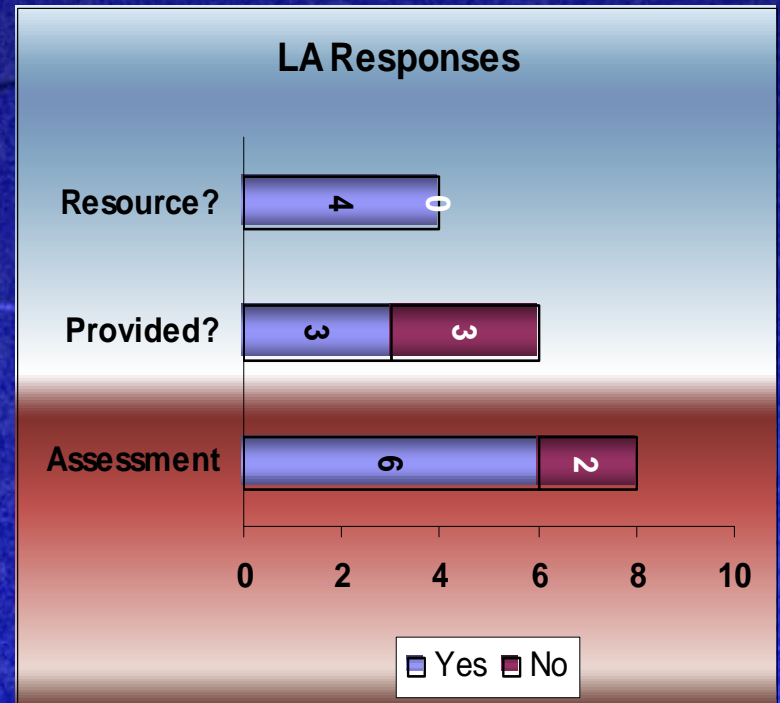 LA Responses
Resource?
4
0
Provided?
3
3
Assessment
6
2
0 2 4 6 8 10
Yes No